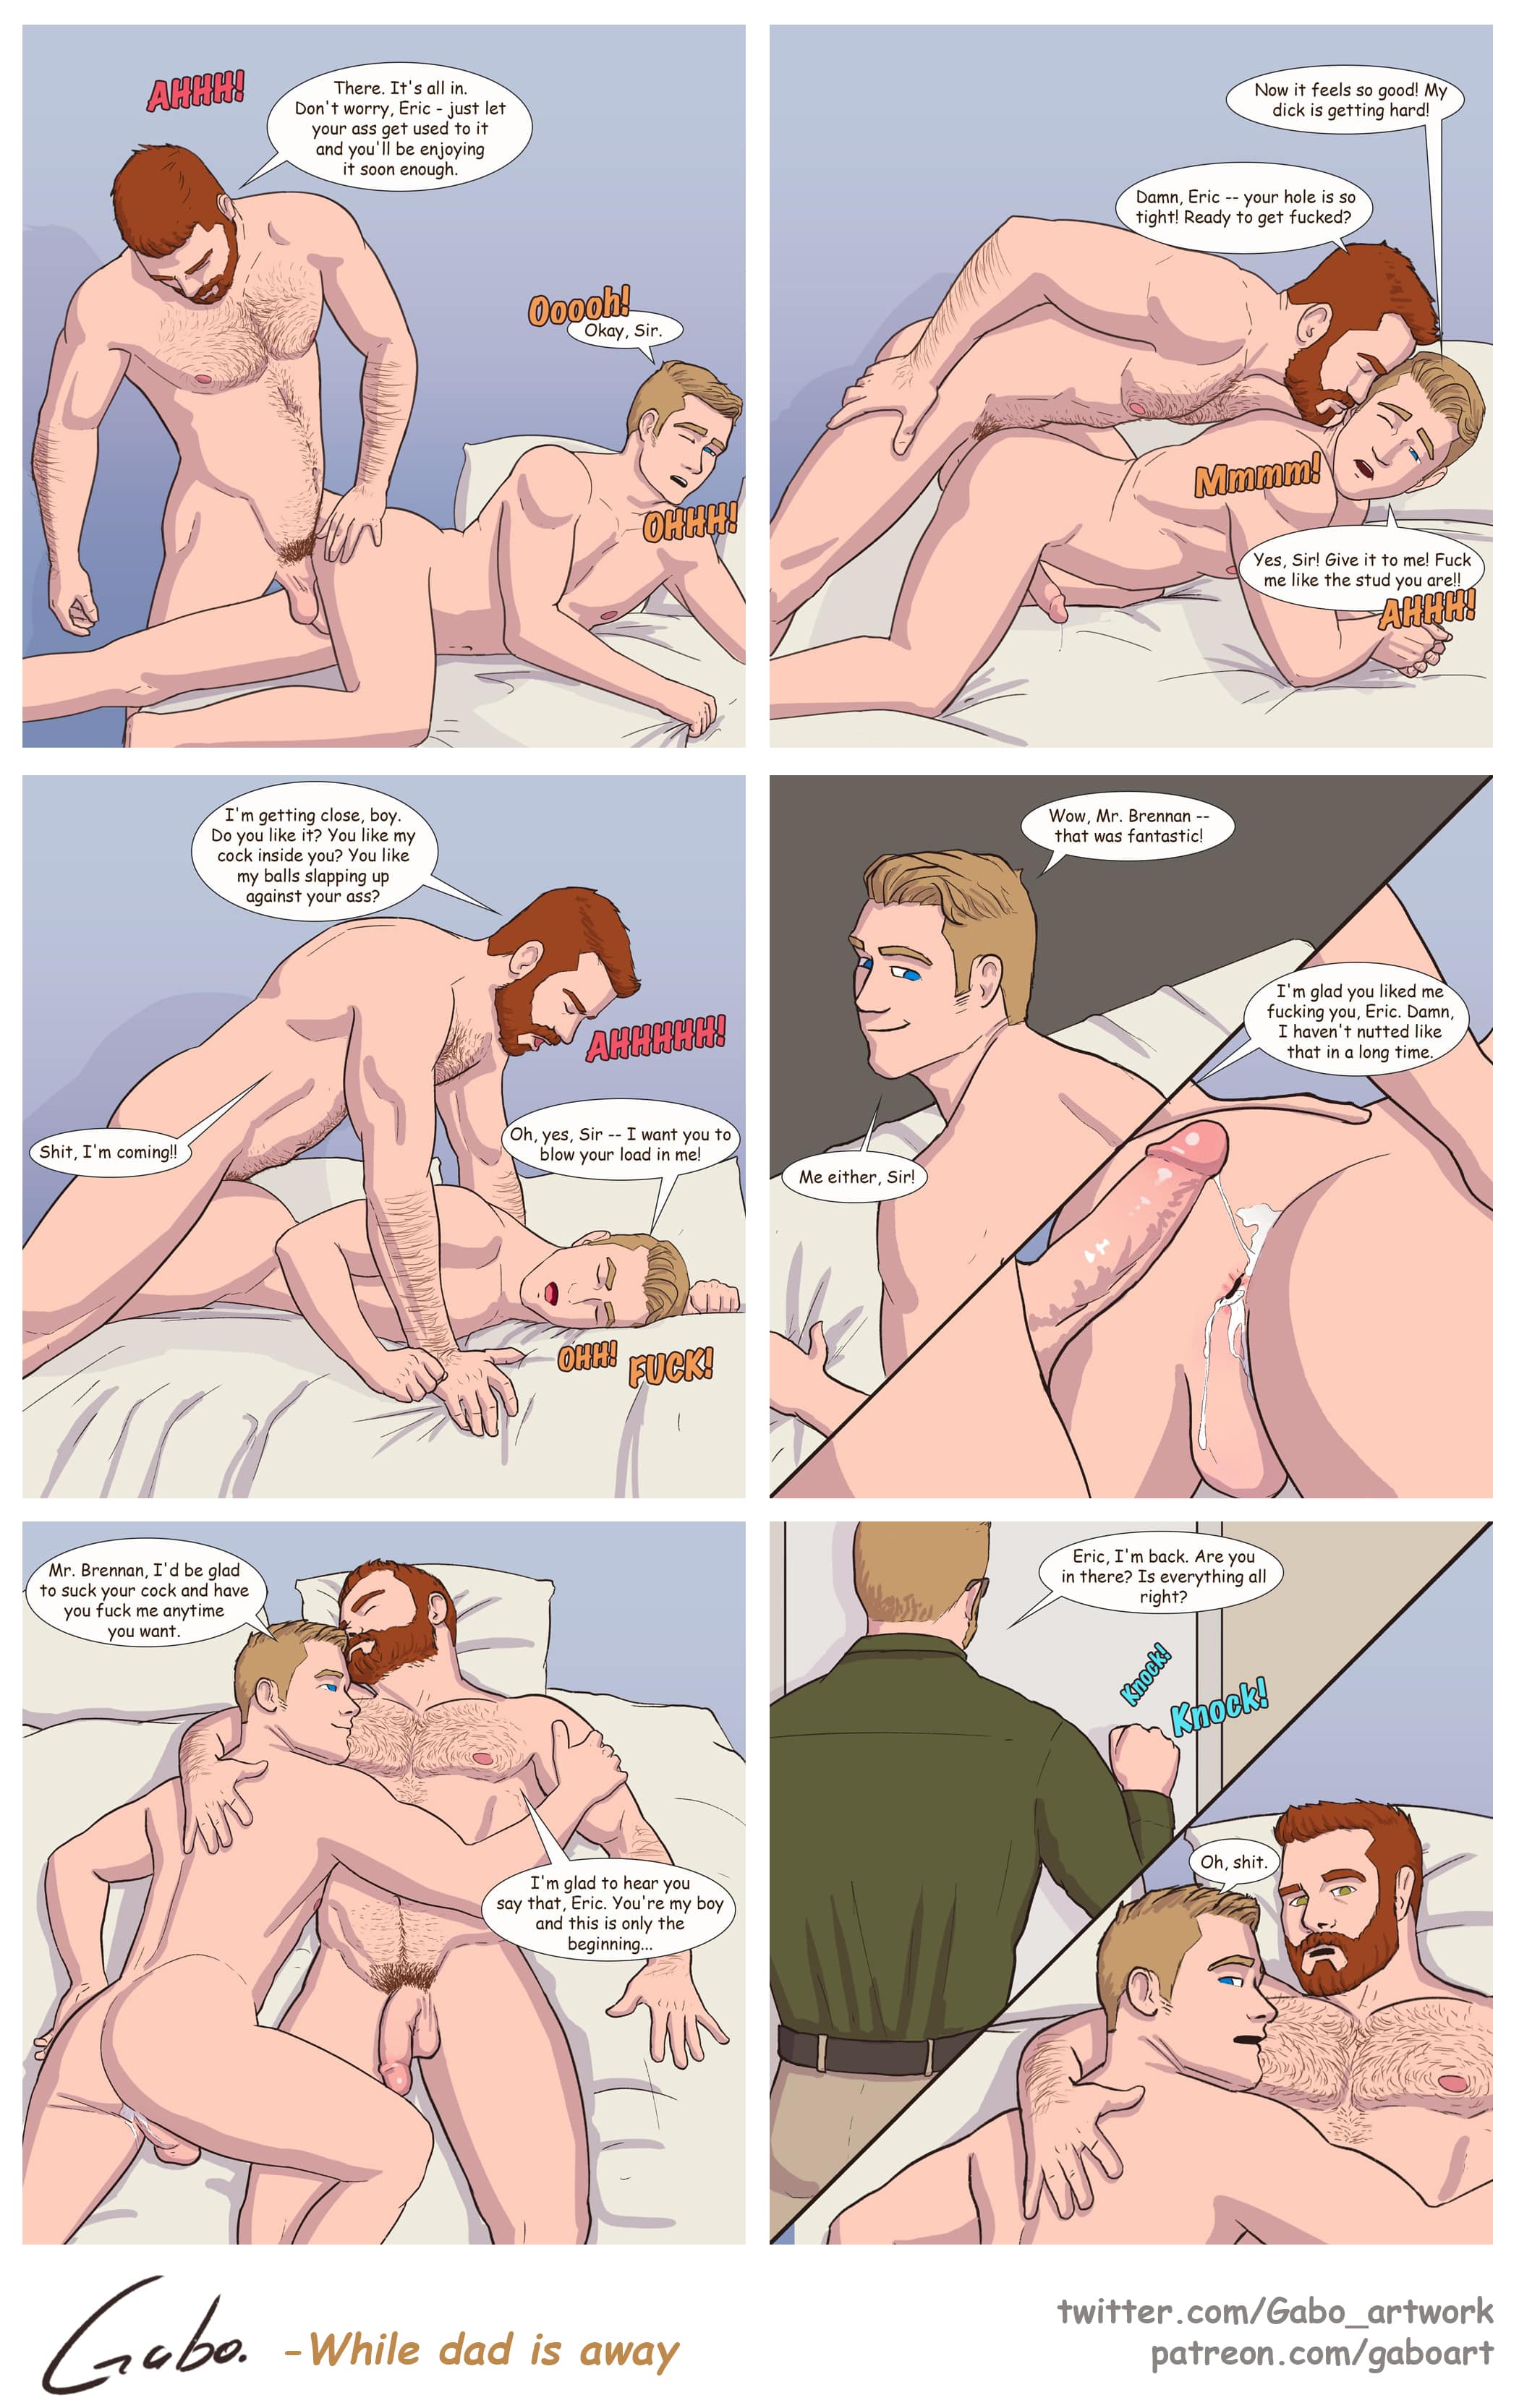 AHHH!
There. It's all in.
Don't worry, Eric - just let
your ass get used to it
and you'll be enjoying
it soon enough.
Ooooh!
Okay, Sir.
OHHH!
Now it feels so good! My
dick is getting hard!
Damn, Eric -- your hole is so
tight! Ready to get fucked?
Mmmm!
Yes, Sir! Give it to me! Fuck
me like the stud you are!!
AHHH!
I'm getting close, boy.
Do you like it? You like my
cock inside you? You like
my balls slapping up
against your ass?
AHHHHH!
Shit, I'm coming!!
Oh, yes, Sir -- I want you to
blow your load in me!
OHH!
FUCK!
Wow, Mr. Brennan --
that was fantastic!
I'm glad you liked me
fucking you, Eric. Damn,
I haven't nutted like
that in a long time.
Me either, Sir!
Mr. Brennan, I'd be glad
to suck your cock and have
you fuck me anytime
you want.
I'm glad to hear you
say that, Eric. You're my boy
and this is only the
beginning...
Eric, I'm back. Are you
in there? Is everything all
right?
Knock!
Knock!
Oh, shit.
Gabo.
-While dad is away
twitter.com/Gabo_artwork
patreon.com/gaboart